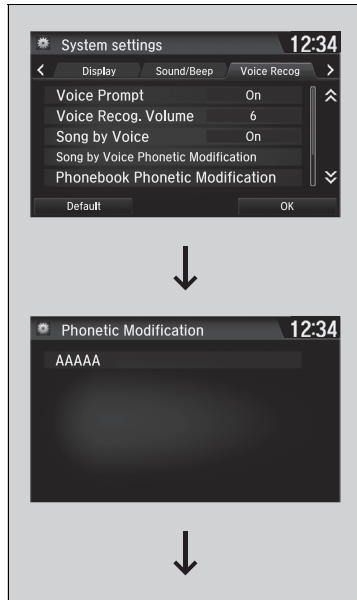 System settings 12:34
Display Sound/Beep Voice Recog
Voice Prompt On
Voice Recog. Volume 6
Song by Voice On
Song by Voice Phonetic Modification
Phonebook Phonetic Modification
Default OK
Phonetic Modification 12:34
AAAAA